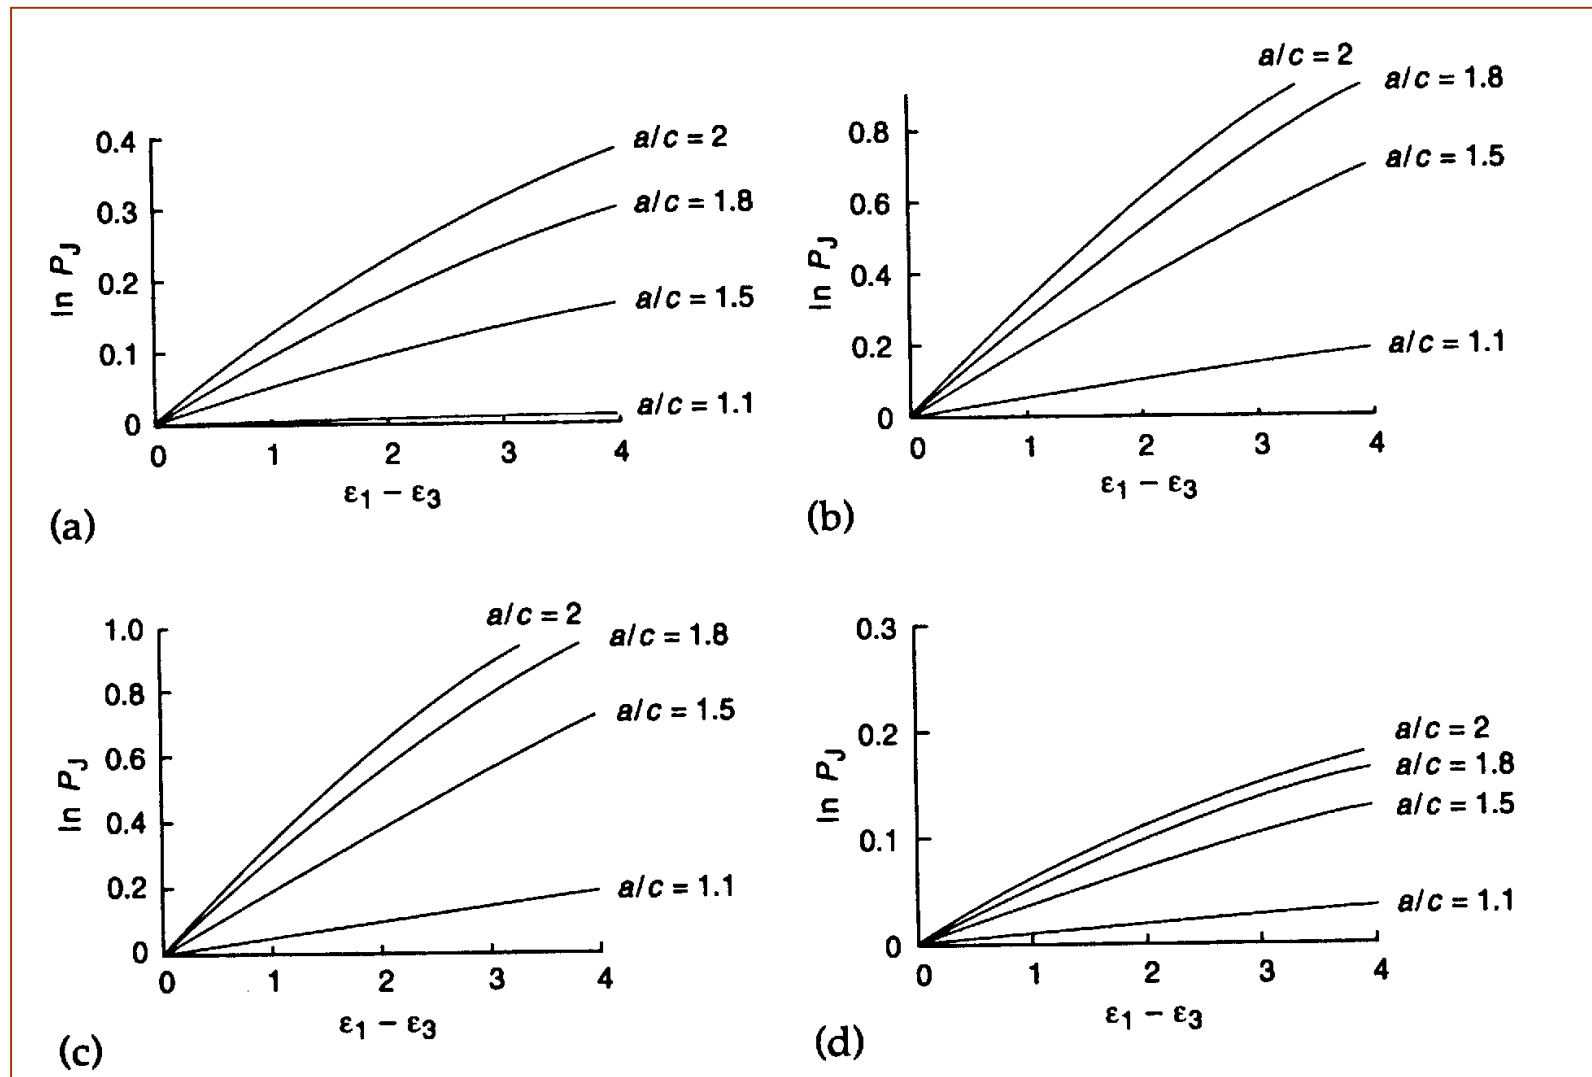 a/c = 2
0.4
a/c = 1.8
0.3
a/c = 1.5
0.2
0.1
a/c = 1.1
0
0 1 2 3 4
ln PJ
ε1 – ε3
(a)
a/c = 2
a/c = 1.8
0.8
a/c = 1.5
0.6
0.4
a/c = 1.1
0.2
0
0 1 2 3 4
ln PJ
ε1 – ε3
(b)
a/c = 2
1.0
a/c = 1.8
0.8
a/c = 1.5
0.6
0.4
a/c = 1.1
0.2
0
0 1 2 3 4
ln PJ
ε1 – ε3
(c)
0.3
a/c = 2
0.2
a/c = 1.8
a/c = 1.5
0.1
a/c = 1.1
0
0 1 2 3 4
ln PJ
ε1 – ε3
(d)